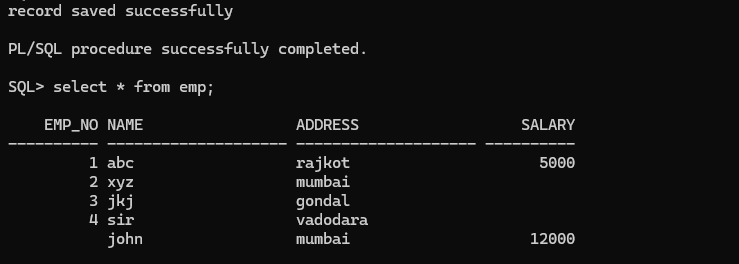 record saved successfully
PL/SQL procedure successfully completed.
SQL> select * from emp;
EMP_NO NAME ADDRESS SALARY
---------- -------------------- -------------------- ----------
1 abc rajkot 5000
2 xyz mumbai
3 jkj gondal
4 sir vadodara
john mumbai 12000